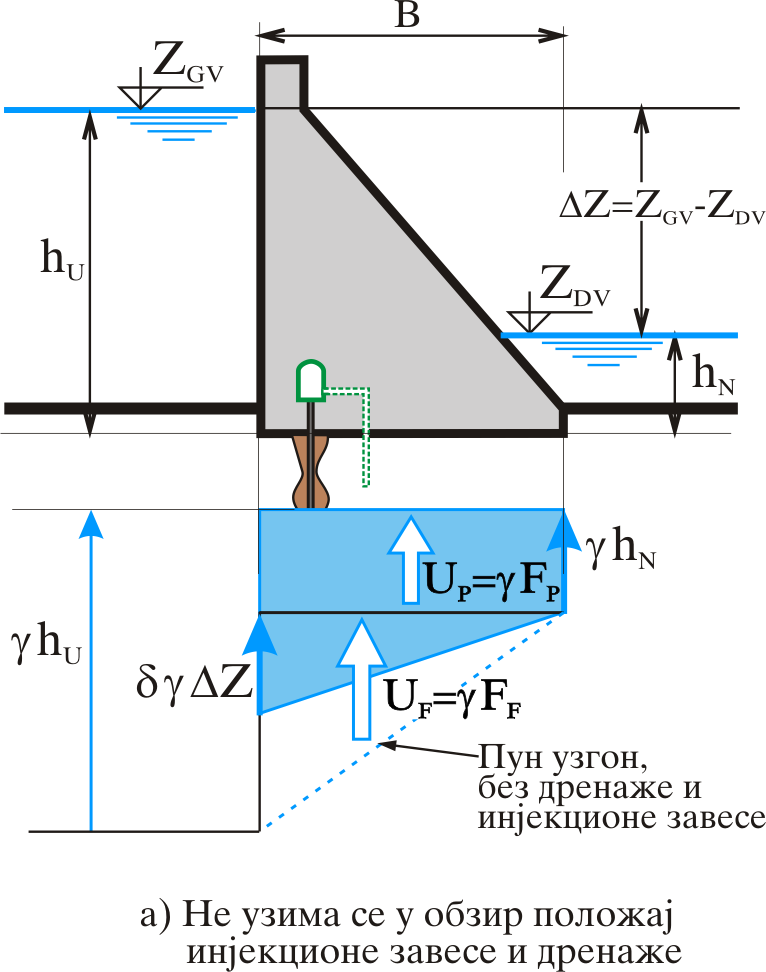 B
Z_GV
h_U
ΔZ=Z_GV-Z_DV
Z_DV
h_N
γh_N
U_P=γF_P
γh_U
δγΔZ
U_F=γF_F
Пун узгон,
без дренаже и
инјекционе завесе
а) Не узима се у обзир положај
инјекционе завесе и дренаже